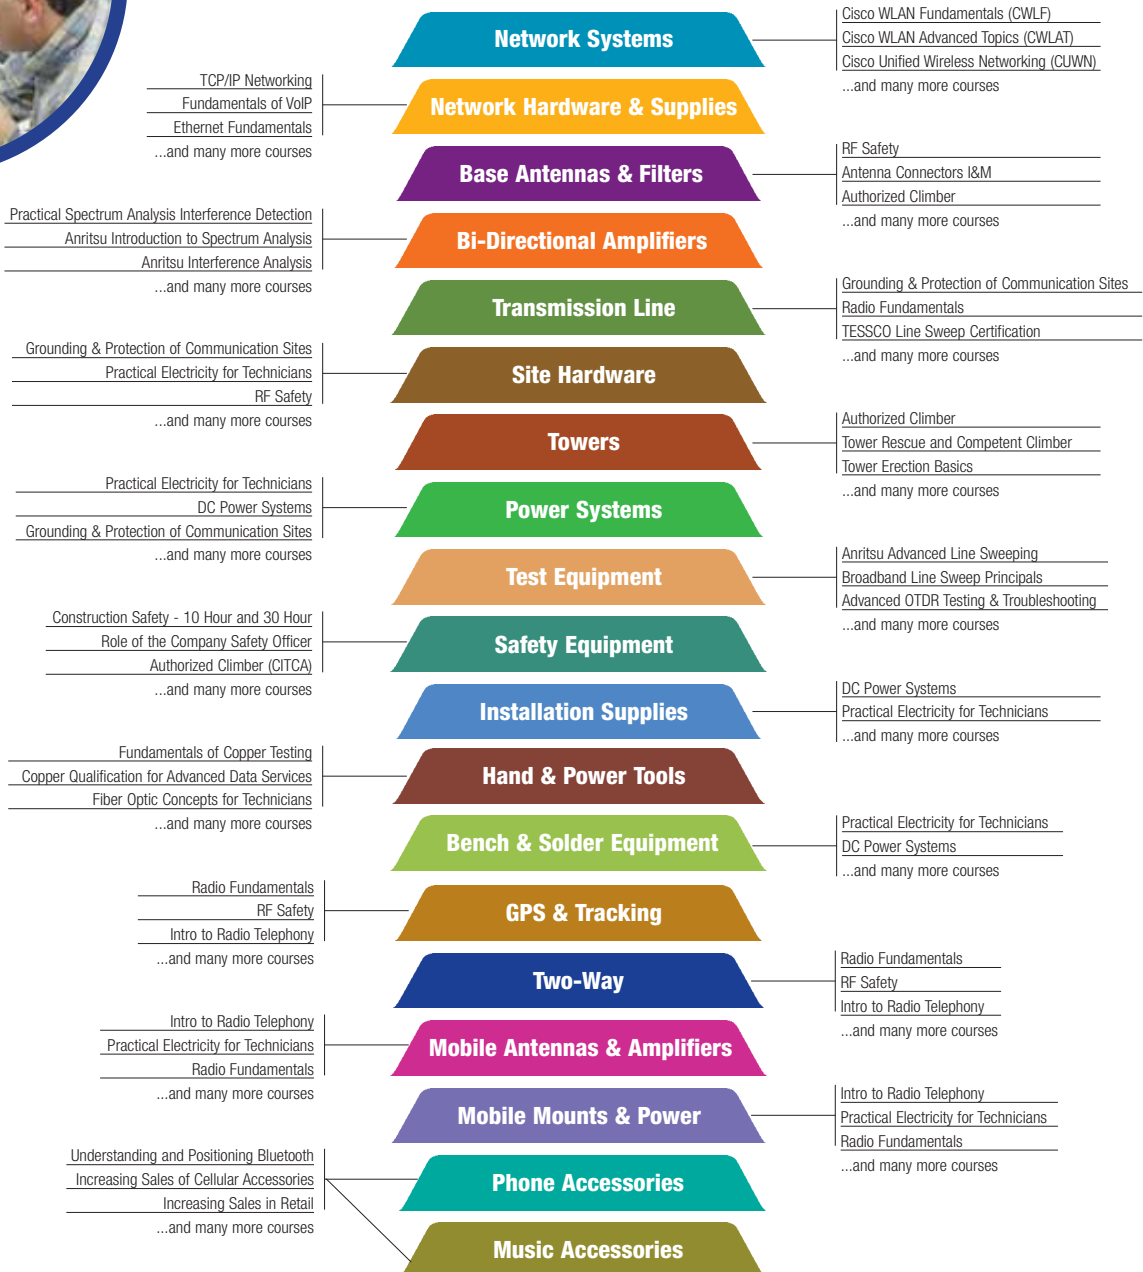 Network Systems
Cisco WLAN Fundamentals (CWLF)
Cisco WLAN Advanced Topics (CWLAT)
Cisco Unified Wireless Networking (CUWN)
...and many more courses
TCP/IP Networking
Fundamentals of VoIP
Ethernet Fundamentals
...and many more courses
Network Hardware & Supplies
Base Antennas & Filters
RF Safety
Antenna Connectors I&M
Authorized Climber
...and many more courses
Practical Spectrum Analysis Interference Detection
Anritsu Introduction to Spectrum Analysis
Anritsu Interference Analysis
...and many more courses
Bi-Directional Amplifiers
Transmission Line
Grounding & Protection of Communication Sites
Radio Fundamentals
TESSCO Line Sweep Certification
...and many more courses
Grounding & Protection of Communication Sites
Practical Electricity for Technicians
RF Safety
...and many more courses
Site Hardware
Towers
Authorized Climber
Tower Rescue and Competent Climber
Tower Erection Basics
...and many more courses
Practical Electricity for Technicians
DC Power Systems
Grounding & Protection of Communication Sites
...and many more courses
Power Systems
Test Equipment
Anritsu Advanced Line Sweeping
Broadband Line Sweep Principals
Advanced OTDR Testing & Troubleshooting
...and many more courses
Construction Safety - 10 Hour and 30 Hour
Role of the Company Safety Officer
Authorized Climber (CITCA)
...and many more courses
Safety Equipment
Installation Supplies
DC Power Systems
Practical Electricity for Technicians
...and many more courses
Fundamentals of Copper Testing
Copper Qualification for Advanced Data Services
Fiber Optic Concepts for Technicians
...and many more courses
Hand & Power Tools
Bench & Solder Equipment
Practical Electricity for Technicians
DC Power Systems
...and many more courses
Radio Fundamentals
RF Safety
Intro to Radio Telephony
...and many more courses
GPS & Tracking
Two-Way
Radio Fundamentals
RF Safety
Intro to Radio Telephony
...and many more courses
Intro to Radio Telephony
Practical Electricity for Technicians
Radio Fundamentals
...and many more courses
Mobile Antennas & Amplifiers
Mobile Mounts & Power
Intro to Radio Telephony
Practical Electricity for Technicians
Radio Fundamentals
...and many more courses
Understanding and Positioning Bluetooth
Increasing Sales of Cellular Accessories
Increasing Sales in Retail
...and many more courses
Phone Accessories
Music Accessories